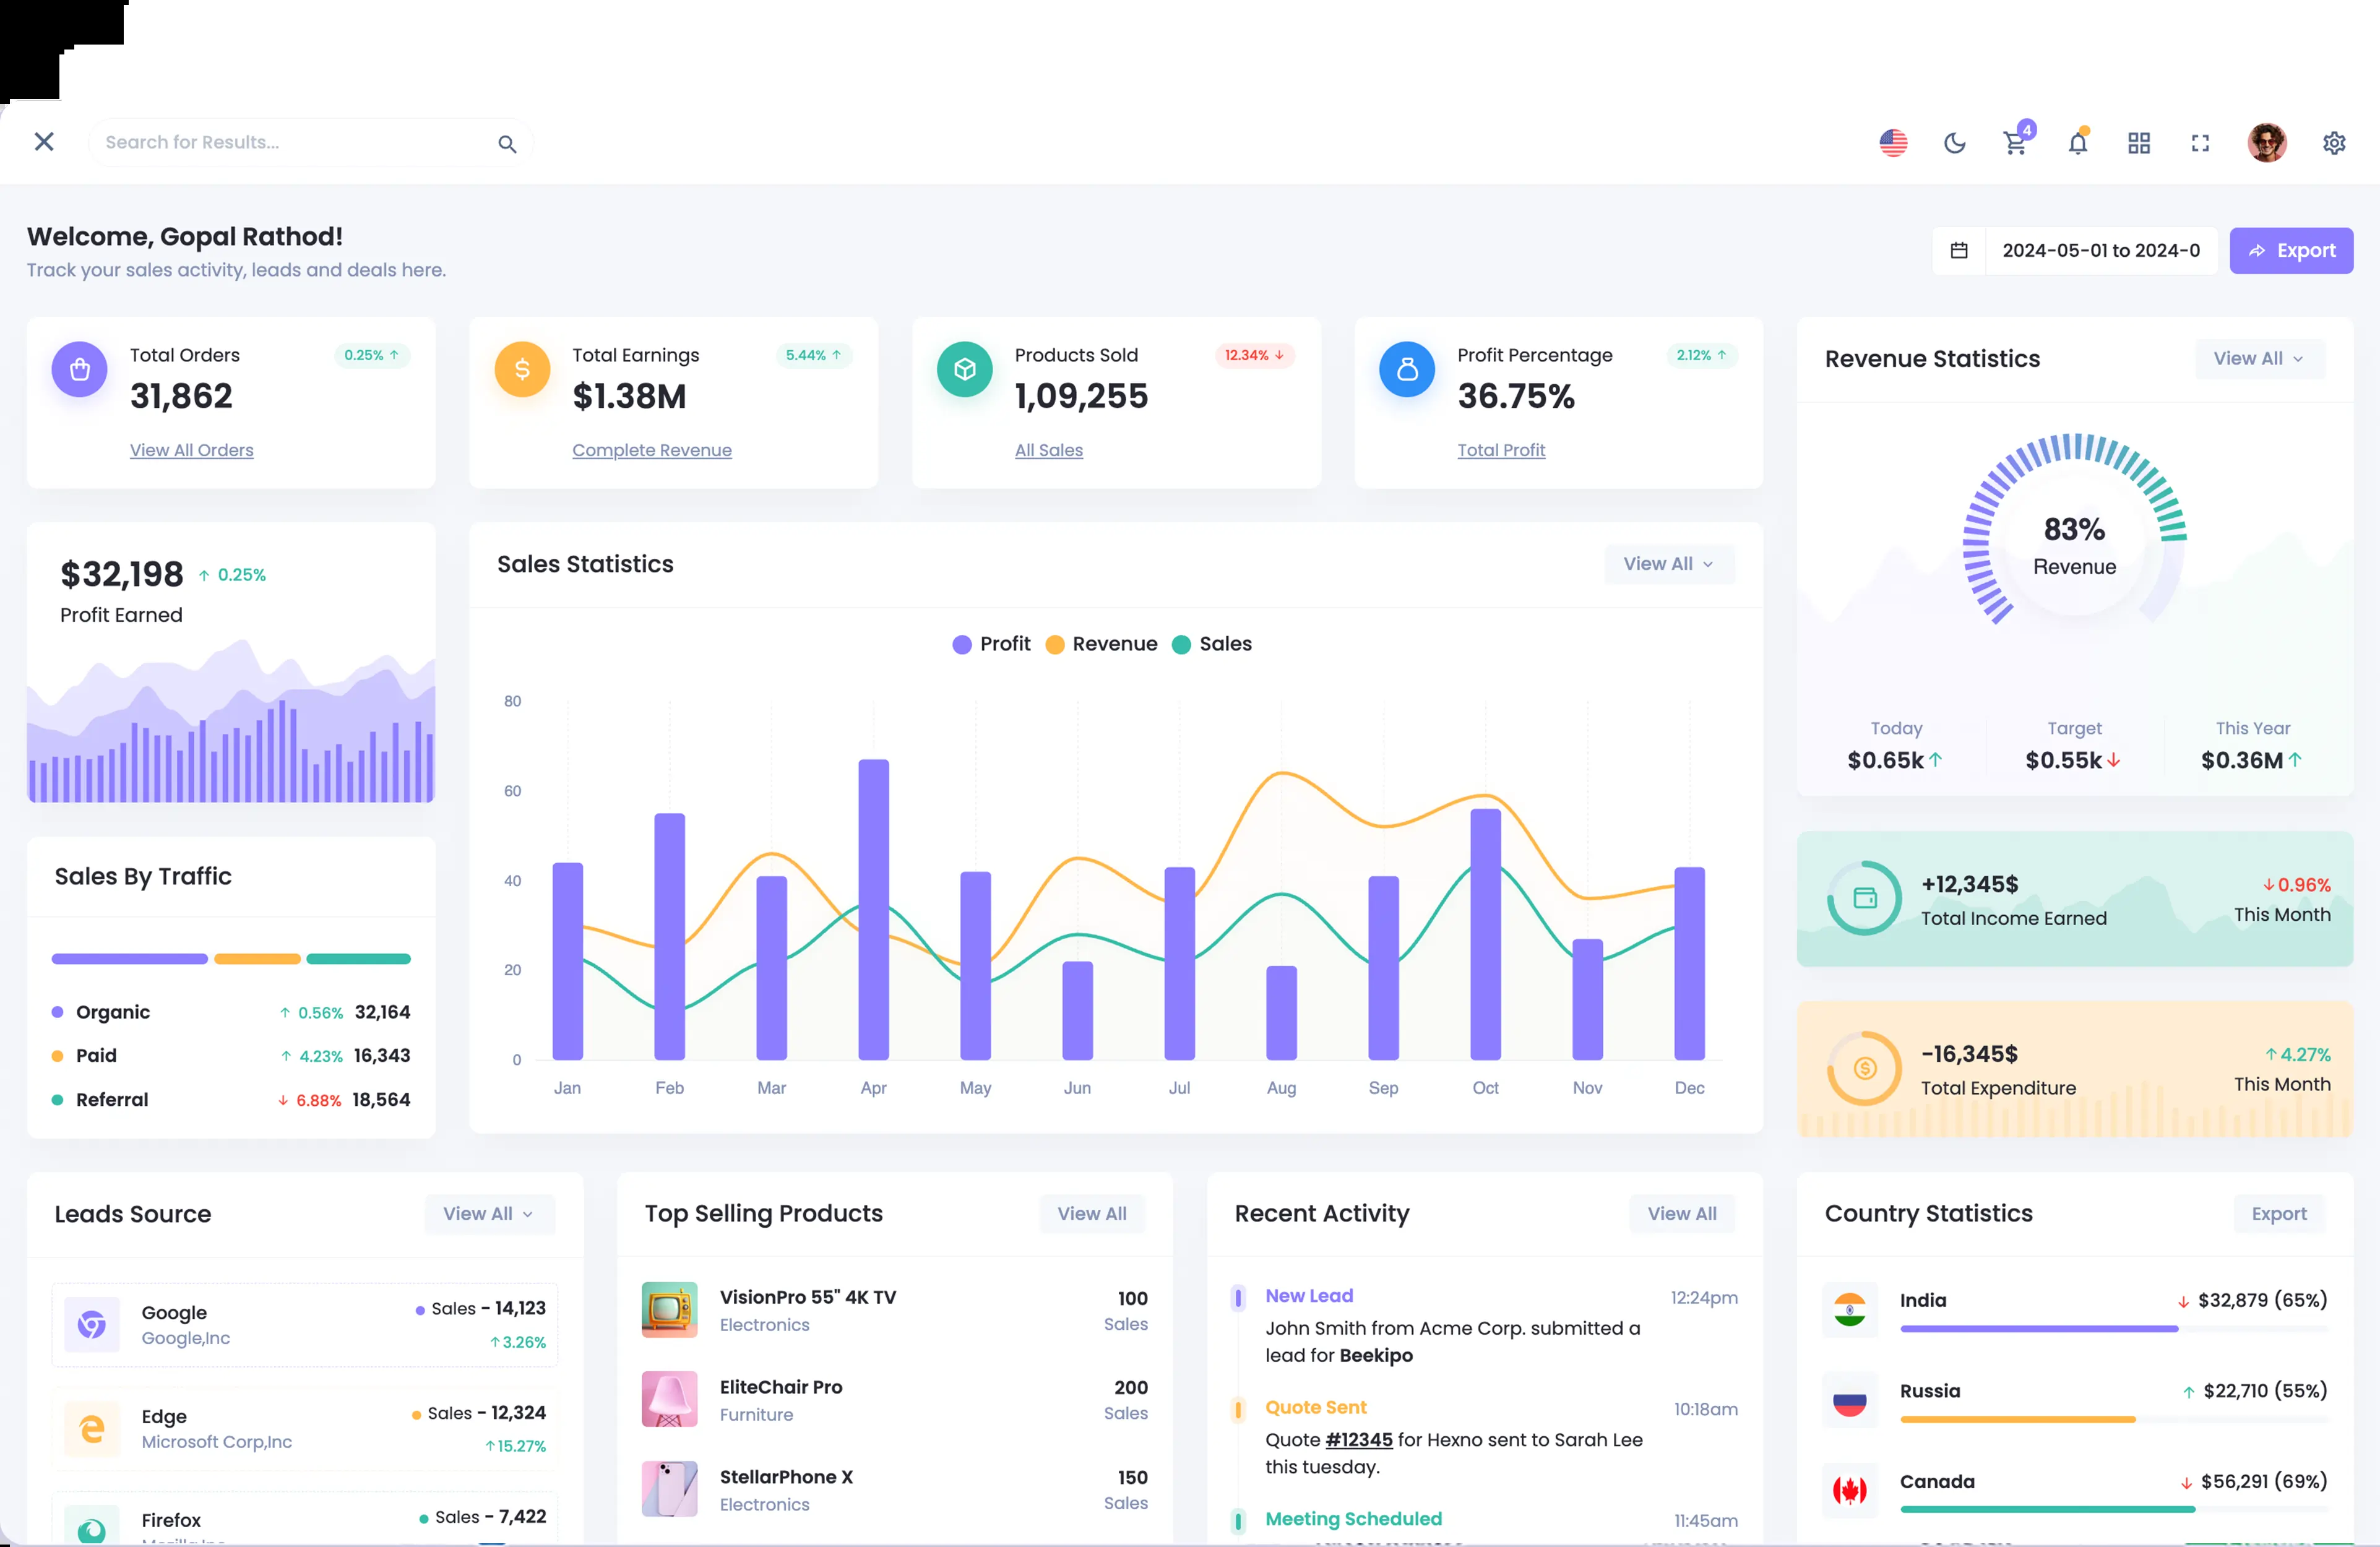 Search for Results...
4
Welcome, Gopal Rathod!
Track your sales activity, leads and deals here.
2024-05-01 to 2024-0
Export
Total Orders
0.25% ↑
31,862
View All Orders
Total Earnings
5.44% ↑
$1.38M
Complete Revenue
Products Sold
12.34% ↓
1,09,255
All Sales
Profit Percentage
2.12% ↑
36.75%
Total Profit
Revenue Statistics
View All
83%
Revenue
Today
$0.65k↑
Target
$0.55k↓
This Year
$0.36M↑
$32,198 ↑ 0.25%
Profit Earned
Sales Statistics
View All
Profit Revenue Sales
80
60
40
20
0
Jan Feb Mar Apr May Jun Jul Aug Sep Oct Nov Dec
Sales By Traffic
Organic ↑ 0.56% 32,164
Paid ↑ 4.23% 16,343
Referral ↓ 6.88% 18,564
+12,345$
Total Income Earned
↓0.96%
This Month
-16,345$
Total Expenditure
↑4.27%
This Month
Leads Source
View All
Google
Google,Inc
Sales - 14,123
↑3.26%
Edge
Microsoft Corp,Inc
Sales - 12,324
↑15.27%
Firefox
Sales - 7,422
Top Selling Products
View All
VisionPro 55" 4K TV
Electronics
100
Sales
EliteChair Pro
Furniture
200
Sales
StellarPhone X
Electronics
150
Sales
Recent Activity
View All
New Lead
12:24pm
John Smith from Acme Corp. submitted a
lead for Beekipo
Quote Sent
10:18am
Quote #12345 for Hexno sent to Sarah Lee
this tuesday.
Meeting Scheduled
11:45am
Country Statistics
Export
India
↓ $32,879 (65%)
Russia
↑ $22,710 (55%)
Canada
↓ $56,291 (69%)